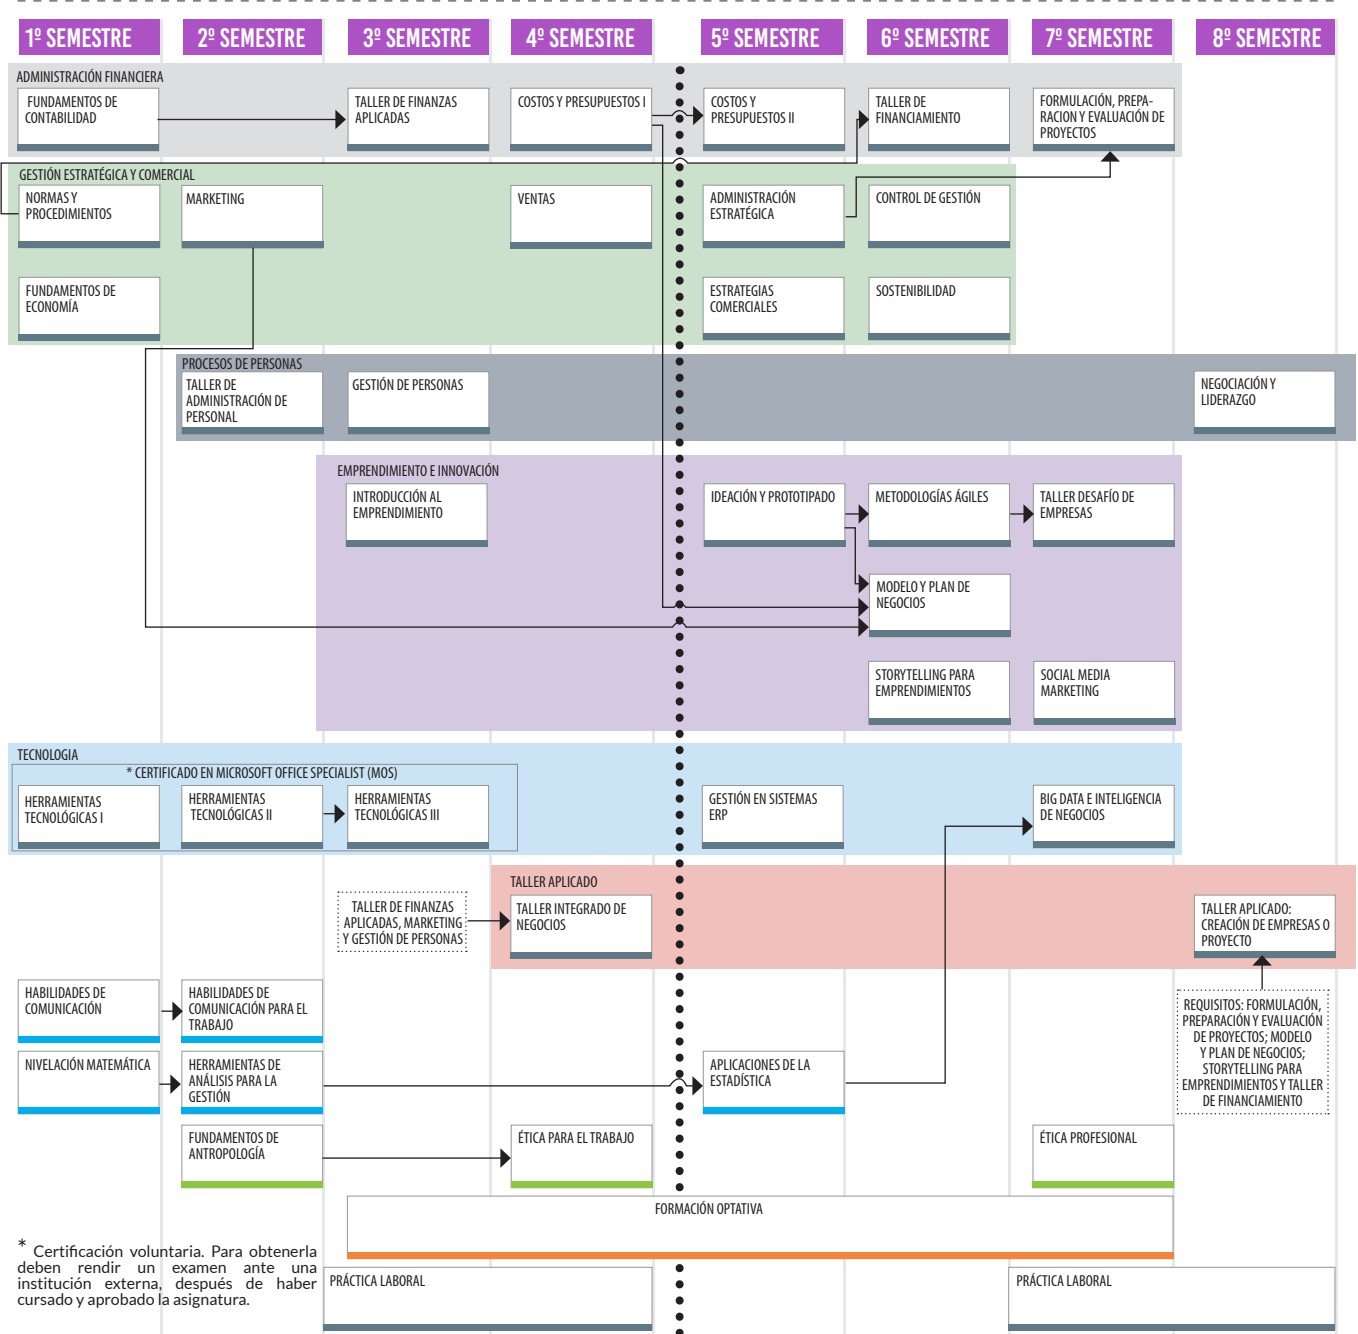 1º SEMESTRE
2º SEMESTRE
3º SEMESTRE
4º SEMESTRE
5º SEMESTRE
6º SEMESTRE
7º SEMESTRE
8º SEMESTRE
ADMINISTRACIÓN FINANCIERA
FUNDAMENTOS DE
CONTABILIDAD
TALLER DE FINANZAS
APLICADAS
COSTOS Y PRESUPUESTOS I
COSTOS Y
PRESUPUESTOS II
TALLER DE
FINANCIAMIENTO
FORMULACIÓN, PREPA-
RACION Y EVALUACIÓN DE
PROYECTOS
GESTIÓN ESTRATÉGICA Y COMERCIAL
NORMAS Y
PROCEDIMIENTOS
MARKETING
VENTAS
ADMINISTRACIÓN
ESTRATÉGICA
CONTROL DE GESTIÓN
FUNDAMENTOS DE
ECONOMÍA
ESTRATEGIAS
COMERCIALES
SOSTENIBILIDAD
PROCESOS DE PERSONAS
TALLER DE
ADMINISTRACIÓN DE
PERSONAL
GESTIÓN DE PERSONAS
NEGOCIACIÓN Y
LIDERAZGO
EMPRENDIMIENTO E INNOVACIÓN
INTRODUCCIÓN AL
EMPRENDIMIENTO
IDEACIÓN Y PROTOTIPADO
METODOLOGÍAS ÁGILES
TALLER DESAFÍO DE
EMPRESAS
MODELO Y PLAN DE
NEGOCIOS
STORYTELLING PARA
EMPRENDIMIENTOS
SOCIAL MEDIA
MARKETING
TECNOLOGIA
* CERTIFICADO EN MICROSOFT OFFICE SPECIALIST (MOS)
HERRAMIENTAS
TECNOLÓGICAS I
HERRAMIENTAS
TECNOLÓGICAS II
HERRAMIENTAS
TECNOLÓGICAS III
GESTIÓN EN SISTEMAS
ERP
BIG DATA E INTELIGENCIA
DE NEGOCIOS
TALLER APLICADO
TALLER DE FINANZAS
APLICADAS, MARKETING
Y GESTIÓN DE PERSONAS
TALLER INTEGRADO DE
NEGOCIOS
TALLER APLICADO:
CREACIÓN DE EMPRESAS O
PROYECTO
HABILIDADES DE
COMUNICACIÓN
HABILIDADES DE
COMUNICACIÓN PARA EL
TRABAJO
REQUISITOS: FORMULACIÓN,
PREPARACIÓN Y EVALUACIÓN
DE PROYECTOS; MODELO
Y PLAN DE NEGOCIOS;
STORYTELLING PARA
EMPRENDIMIENTOS Y TALLER
DE FINANCIAMIENTO
NIVELACIÓN MATEMÁTICA
HERRAMIENTAS DE
ANÁLISIS PARA LA
GESTIÓN
APLICACIONES DE LA
ESTADÍSTICA
FUNDAMENTOS DE
ANTROPOLOGÍA
ÉTICA PARA EL TRABAJO
ÉTICA PROFESIONAL
FORMACIÓN OPTATIVA
* Certificación voluntaria. Para obtenerla
deben rendir un examen ante una
institución externa, después de haber
cursado y aprobado la asignatura.
PRÁCTICA LABORAL
PRÁCTICA LABORAL